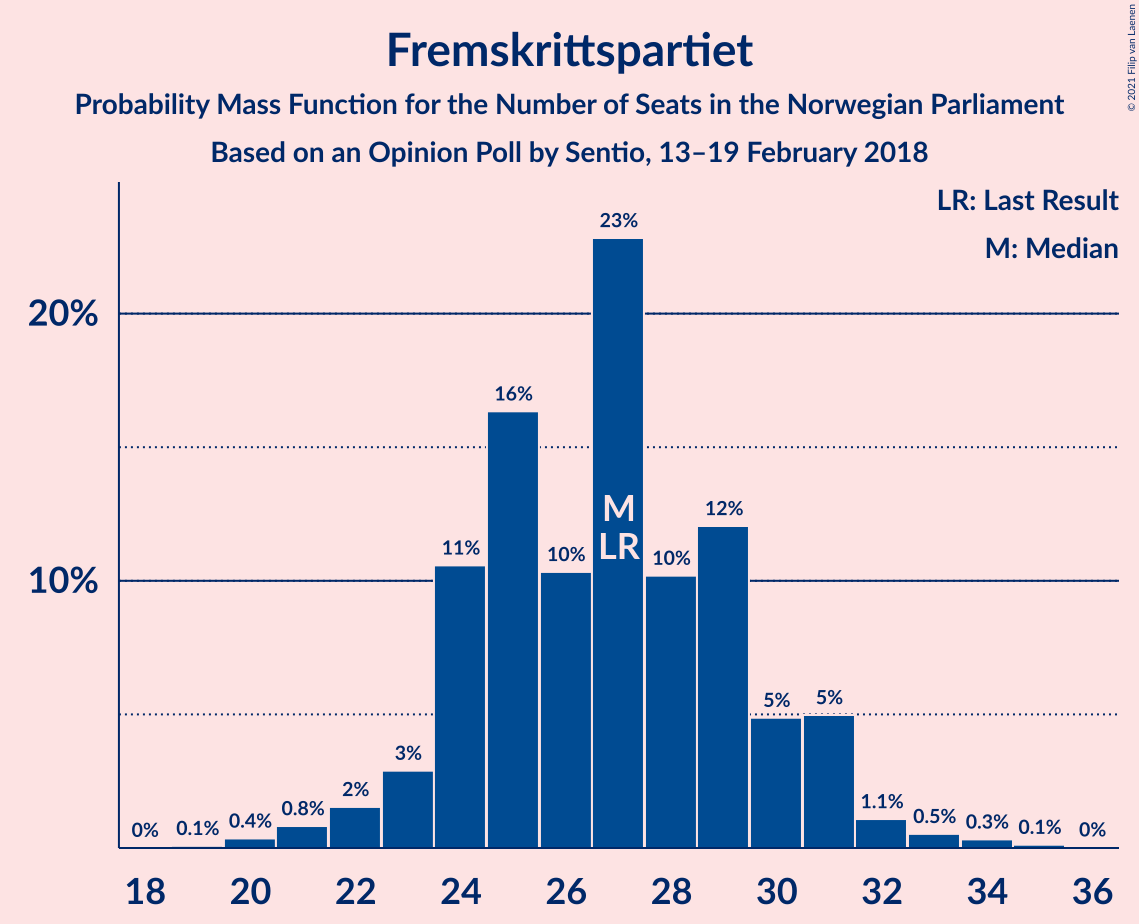 Fremskrittspartiet
Probability Mass Function for the Number of Seats in the Norwegian Parliament
Based on an Opinion Poll by Sentio, 13–19 February 2018
© 2021 Filip van Laenen
LR: Last Result
M: Median
20%
10%
0%
0.1%
0.4%
0.8%
2%
3%
11%
16%
10%
23%
M
LR
10%
12%
5%
5%
1.1%
0.5%
0.3%
0.1%
0%
18 20 22 24 26 28 30 32 34 36